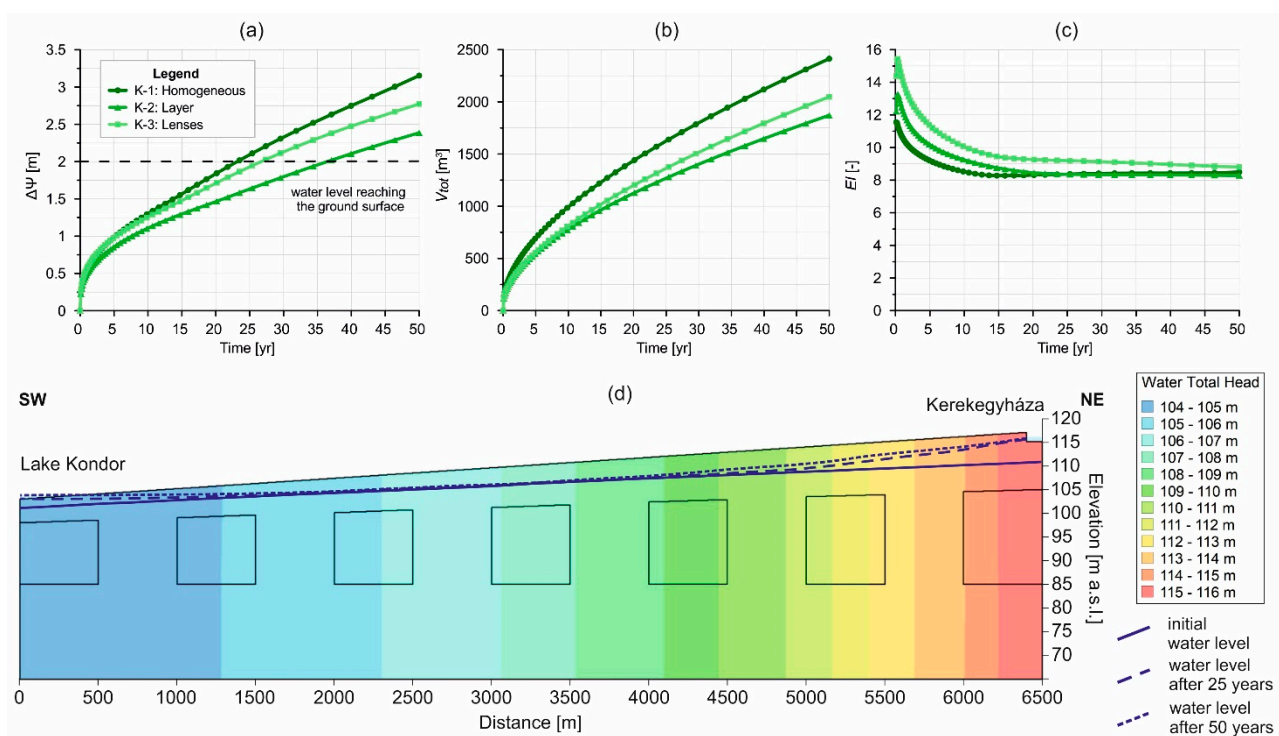 (a)
3.5
3
2.5
2
1.5
1
0.5
0
ΔΨ [m]
Legend
K-1: Homogeneous
K-2: Layer
K-3: Lenses
water level reaching
the ground surface
0 5 10 15 20 25 30 35 40 45 50
Time [yr]
(b)
2500
2000
1500
1000
500
0
Vtot [m³]
0 5 10 15 20 25 30 35 40 45 50
Time [yr]
(c)
16
14
12
10
8
6
4
2
0
EI [-]
0 5 10 15 20 25 30 35 40 45 50
Time [yr]
(d)
SW
NE
Kerekegyháza
Lake Kondor
120
115
110
105
100
95
90
85
80
75
70
Elevation [m a.s.l.]
0 500 1000 1500 2000 2500 3000 3500 4000 4500 5000 5500 6000 6500
Distance [m]
Water Total Head
104 - 105 m
105 - 106 m
106 - 107 m
107 - 108 m
108 - 109 m
109 - 110 m
110 - 111 m
111 - 112 m
112 - 113 m
113 - 114 m
114 - 115 m
115 - 116 m
initial
water level
water level
after 25 years
water level
after 50 years